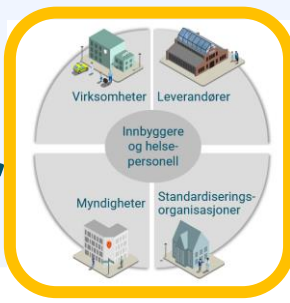 Virksomheter
Leverandører
Innbyggere
og helse-
personell
Myndigheter
Standardiserings-
organisasjoner